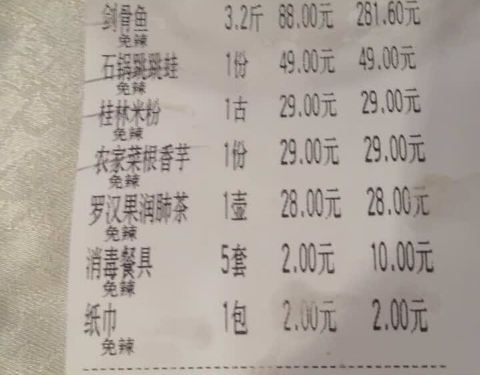 剑骨鱼 3.2斤 88.00元 281.60元
免辣
石锅跳跳蛙 1份 49.00元 49.00元
免辣
桂林米粉 1古 29.00元 29.00元
免辣
农家菜根香芋 1份 29.00元 29.00元
免辣
罗汉果润肺茶 1壶 28.00元 28.00元
免辣
消毒餐具 5套 2.00元 10.00元
免辣
纸巾 1包 2.00元 2.00元
免辣